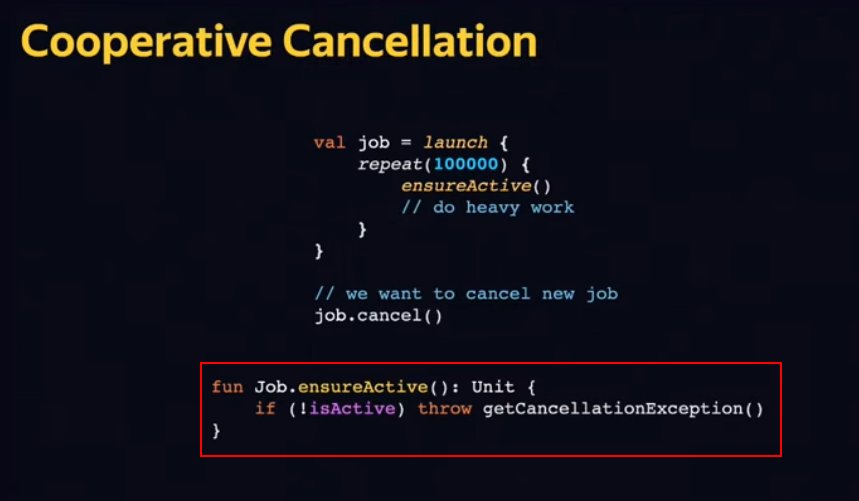 Cooperative Cancellation
val job = launch {
    repeat(100000) {
        ensureActive()
        // do heavy work
    }
}
// we want to cancel new job
job.cancel()
fun Job.ensureActive(): Unit {
    if (!isActive) throw getCancellationException()
}